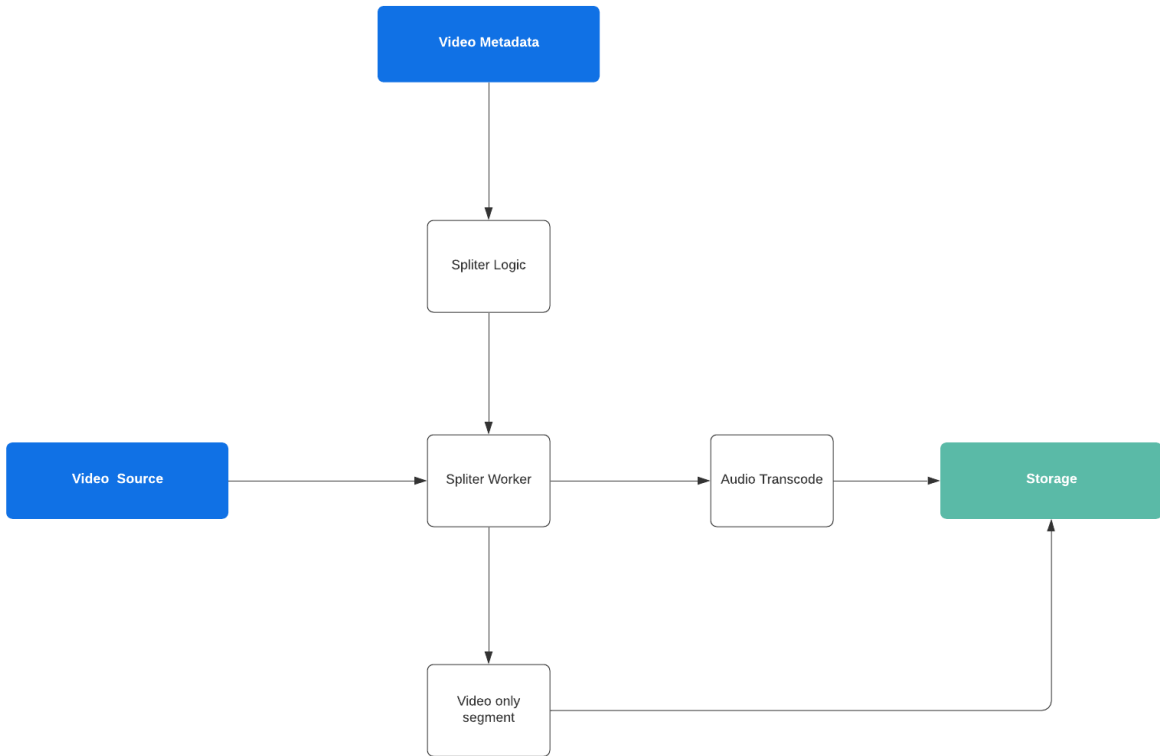 Video Metadata
Spliter Logic
Video  Source
Spliter Worker
Audio Transcode
Storage
Video only
segment